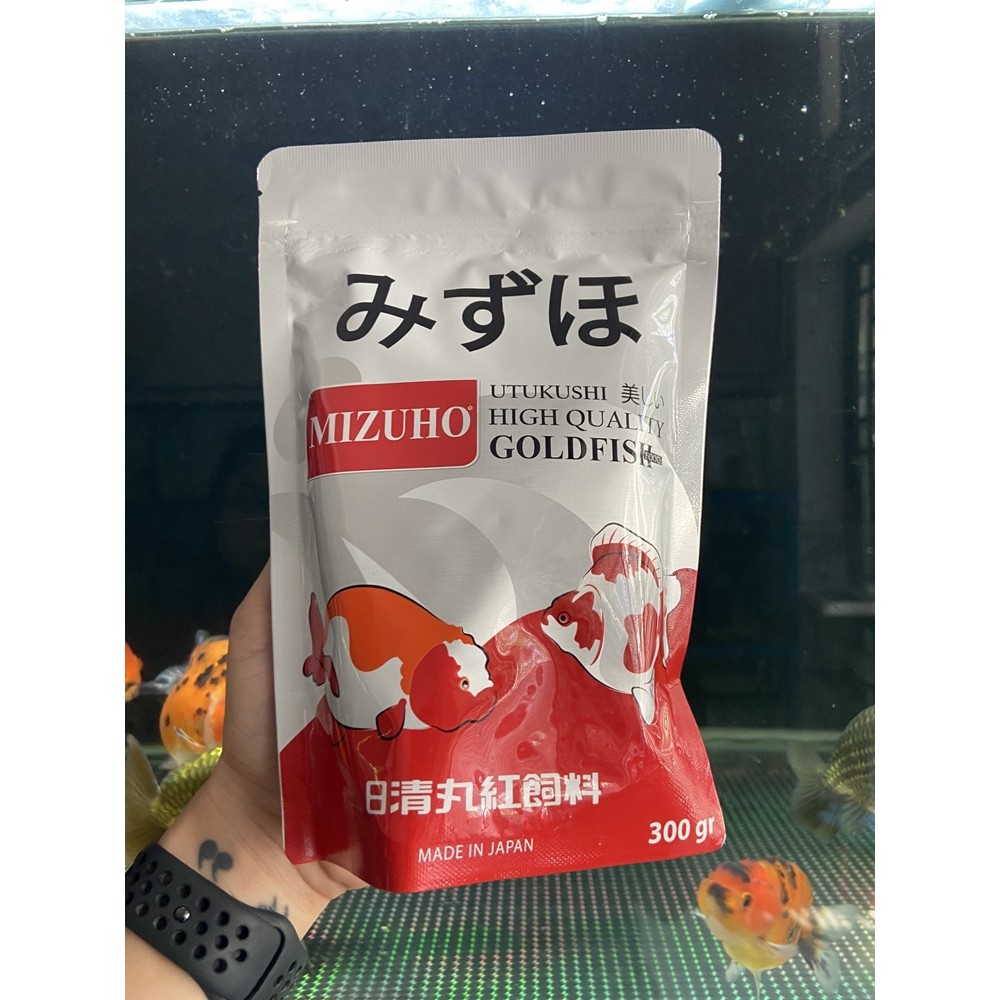 みずほ
MIZUHO®
UTUKUSHI 美しい
HIGH QUALITY
GOLDFISH FOOD
日清丸紅飼料
MADE IN JAPAN
300 gr